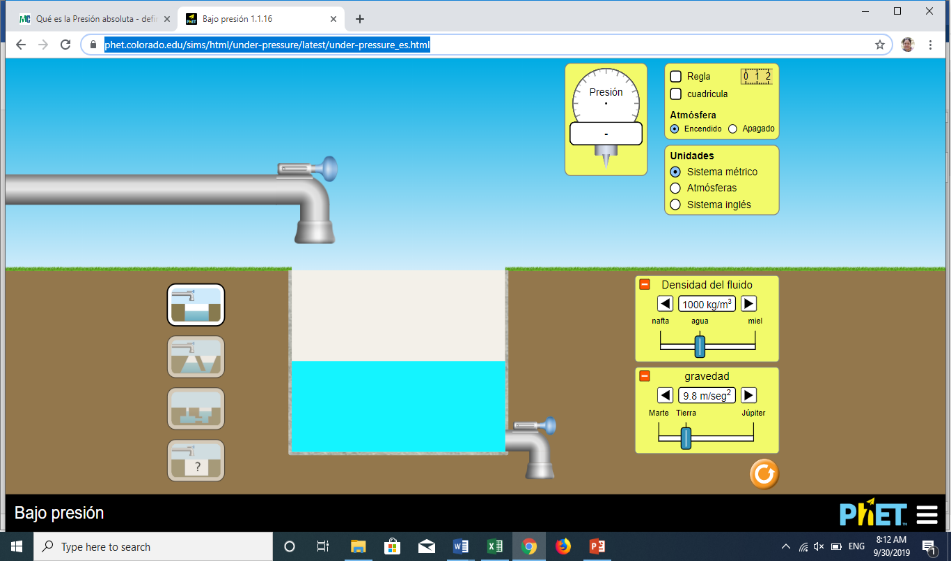 Qué es la Presión absoluta - defi
Bajo presión 1.1.16
phet.colorado.edu/sims/html/under-pressure/latest/under-pressure_es.html
Presión
-
Regla
0 1 2
cuadricula
Atmósfera
Encendido
Apagado
Unidades
Sistema métrico
Atmósferas
Sistema inglés
Densidad del fluido
1000 kg/m³
nafta
agua
miel
gravedad
9.8 m/seg²
Marte
Tierra
Júpiter
?
Bajo presión
PhET
Type here to search
ENG
8:12 AM
9/30/2019
1